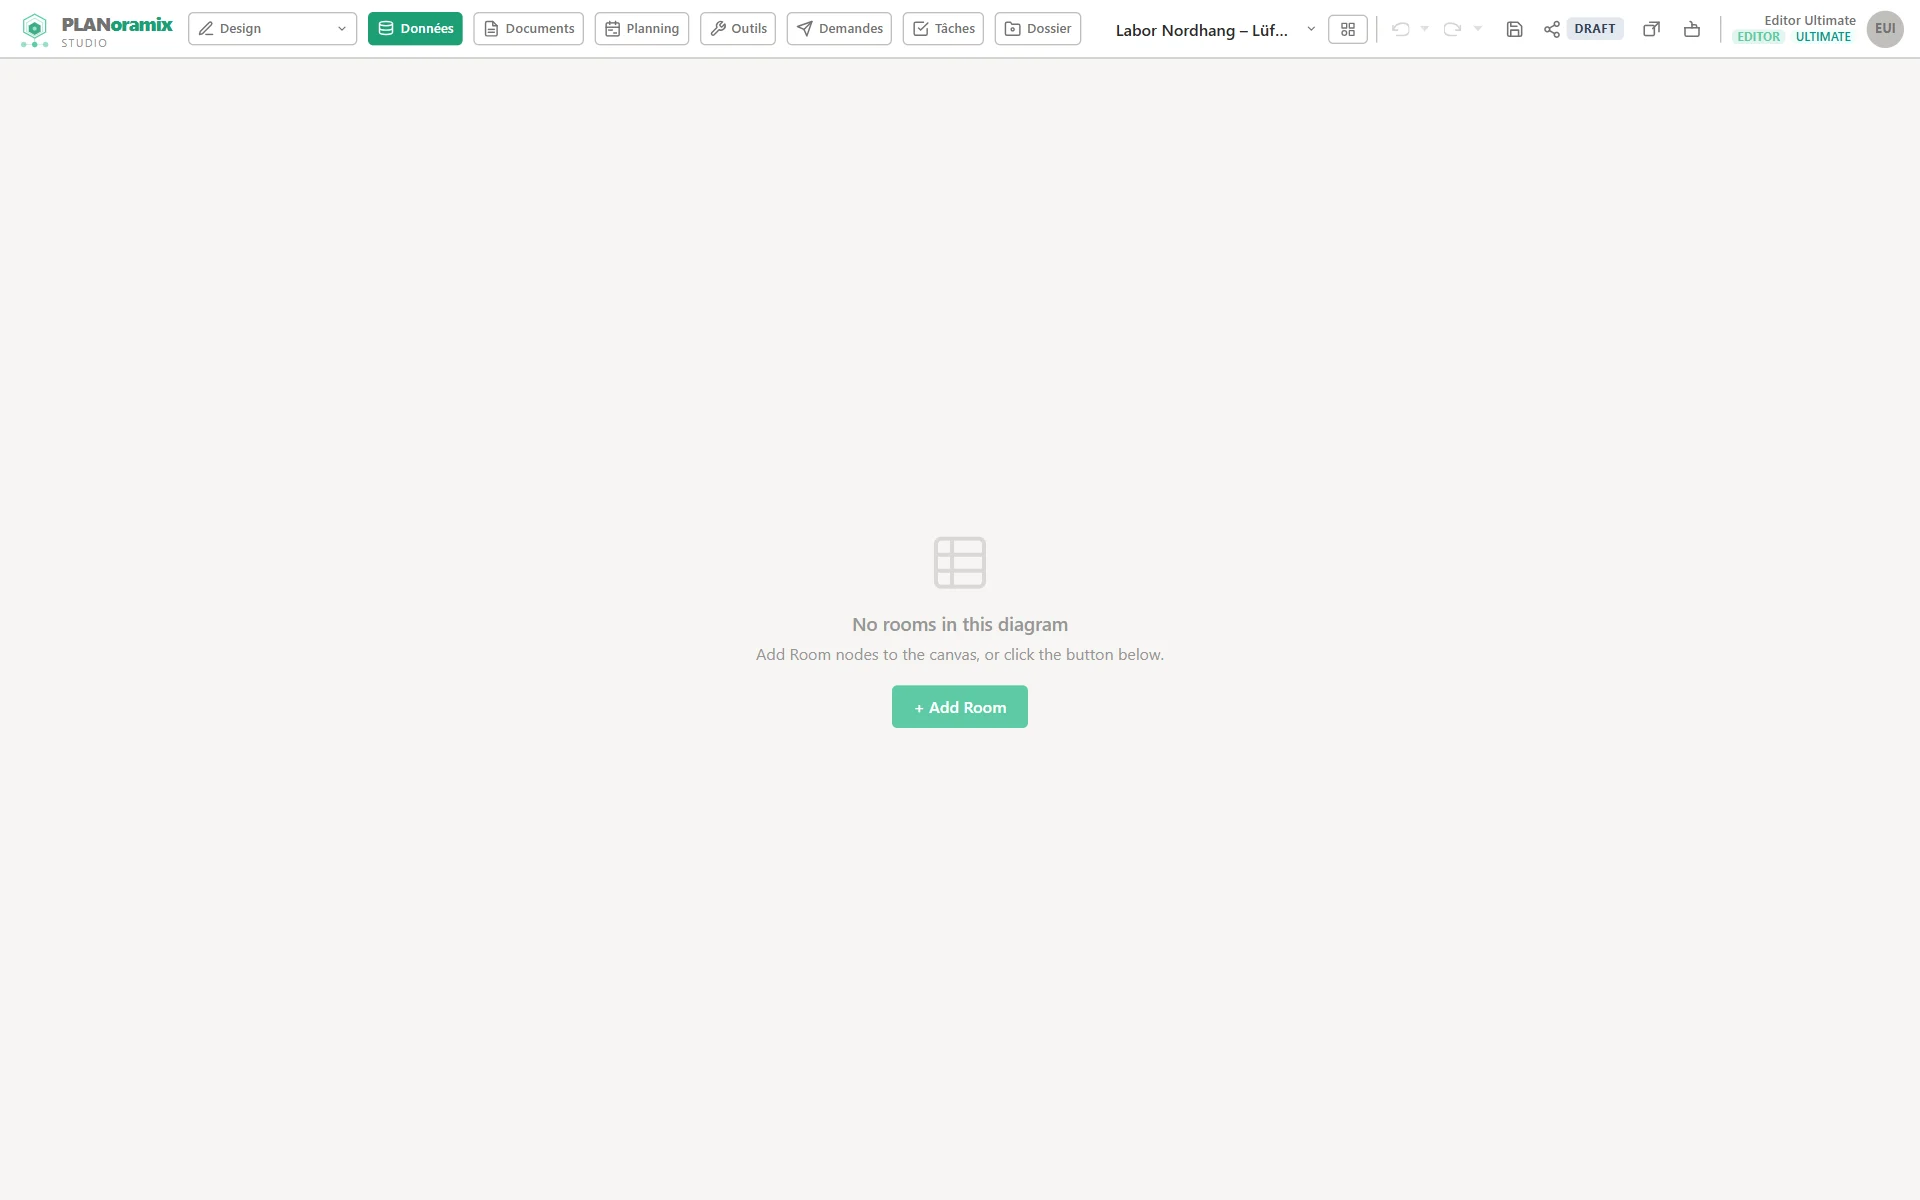 PLANoramix
STUDIO
Design
Données
Documents
Planning
Outils
Demandes
Tâches
Dossier
Labor Nordhang – Lüf...
DRAFT
Editor Ultimate
EDITOR ULTIMATE
EUI
No rooms in this diagram
Add Room nodes to the canvas, or click the button below.
+ Add Room